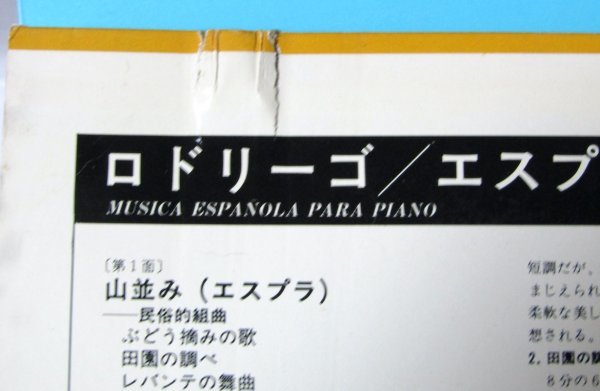 ロドリーゴ／エスプ
MUSICA ESPAÑOLA PARA PIANO
［第1面］
山並み（エスプラ）
――民俗的組曲
ぶどう摘みの歌
田園の調べ
レバンテの舞曲
短調だが、
まじえられ
柔軟な美し
想される。
2. 田園の調
8分の6